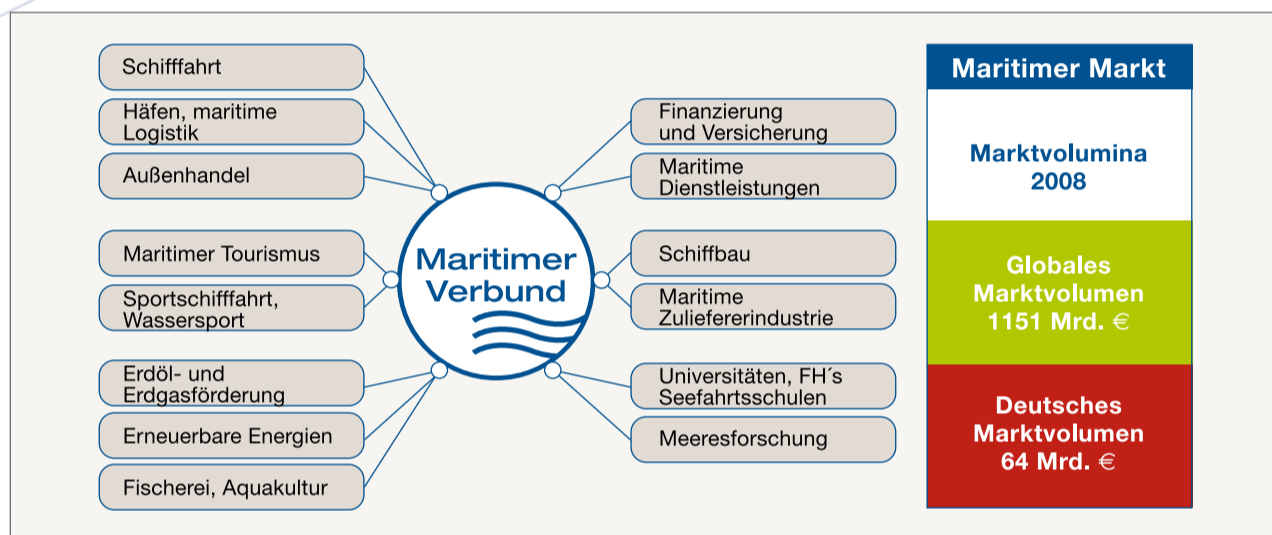 Schifffahrt
Häfen, maritime
Logistik
Außenhandel
Maritimer Tourismus
Sportschifffahrt,
Wassersport
Erdöl- und
Erdgasförderung
Erneuerbare Energien
Fischerei, Aquakultur
Maritimer
Verbund
Finanzierung
und Versicherung
Maritime
Dienstleistungen
Schiffbau
Maritime
Zuliefererindustrie
Universitäten, FH´s
Seefahrtsschulen
Meeresforschung
Maritimer Markt
Marktvolumina
2008
Globales
Marktvolumen
1151 Mrd. €
Deutsches
Marktvolumen
64 Mrd. €